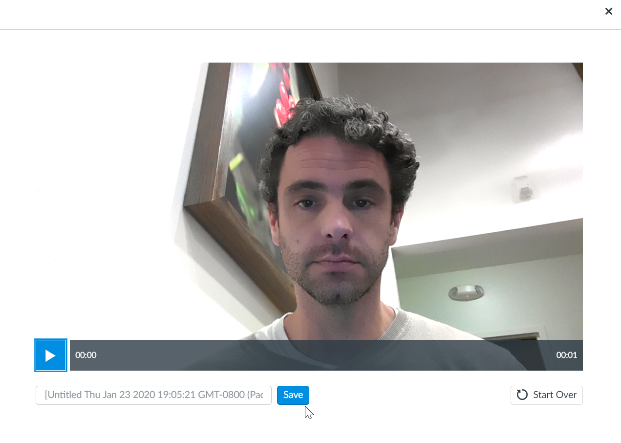 00:00
00:01
[Untitled Thu Jan 23 2020 19:05:21 GMT-0800 (Pac
Save
Start Over